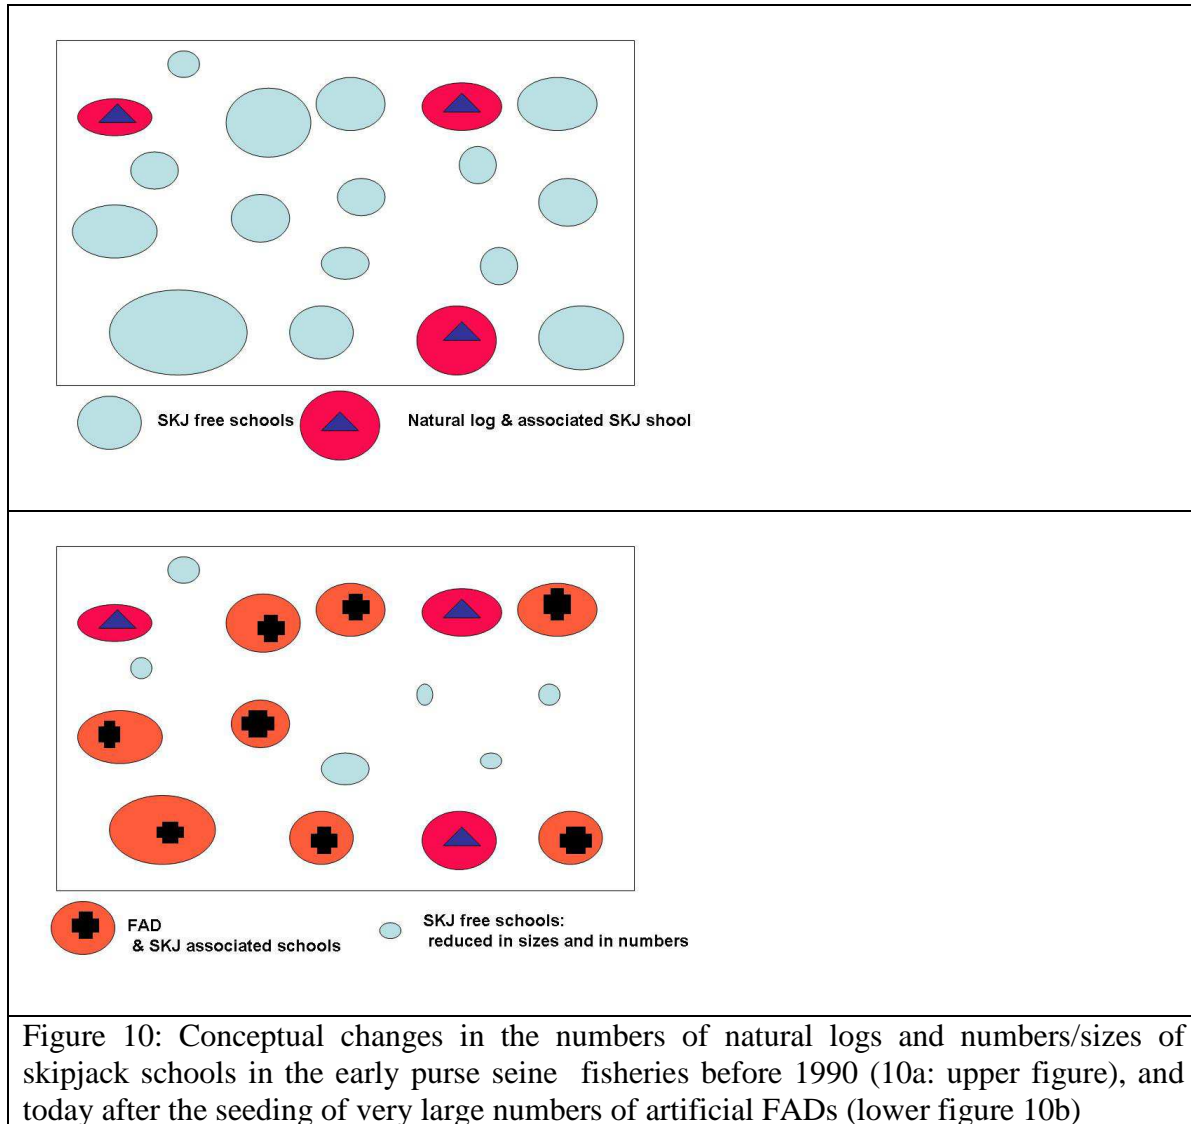 SKJ free schools
Natural log & associated SKJ shool
FAD
& SKJ associated schools
SKJ free schools:
reduced in sizes and in numbers
Figure 10: Conceptual changes in the numbers of natural logs and numbers/sizes of
skipjack schools in the early purse seine fisheries before 1990 (10a: upper figure), and
today after the seeding of very large numbers of artificial FADs (lower figure 10b)